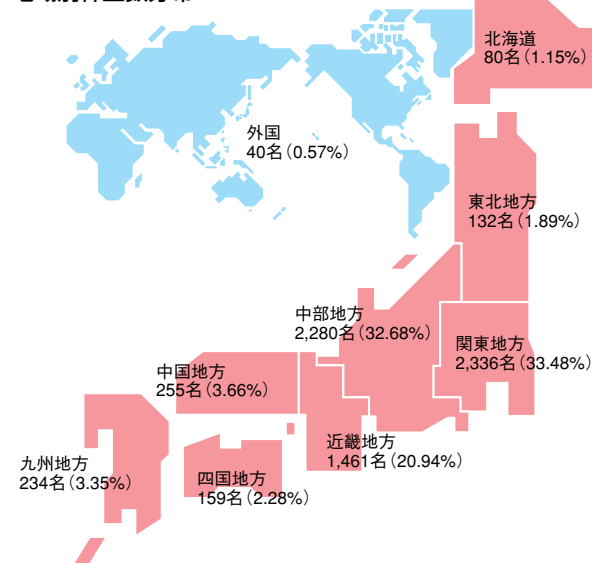 北海道
80名（1.15%）
外国
40名（0.57%）
東北地方
132名（1.89%）
中部地方
2,280名（32.68%）
関東地方
2,336名（33.48%）
中国地方
255名（3.66%）
近畿地方
1,461名（20.94%）
四国地方
159名（2.28%）
九州地方
234名（3.35%）